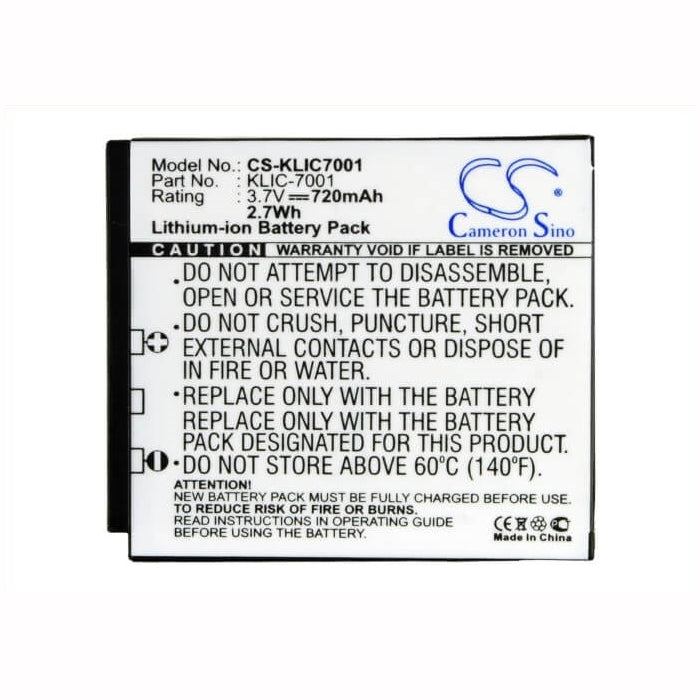 Model No.: CS-KLIC7001
Part No. : KLIC-7001
Rating : 3.7V⎓720mAh
2.7Wh
Lithium-ion Battery Pack
CS
Cameron Sino
CAUTION WARRANTY VOID IF LABEL IS REMOVED
.DO NOT ATTEMPT TO DISASSEMBLE,
OPEN OR SERVICE THE BATTERY PACK.
.DO NOT CRUSH, PUNCTURE, SHORT
EXTERNAL CONTACTS OR DISPOSE OF
IN FIRE OR WATER.
•REPLACE ONLY WITH THE BATTERY
REPLACE ONLY WITH THE BATTERY
PACK DESIGNATED FOR THE SYSTEM.
•DO NOT STORE ABOVE 60°C (140°F).
NEW BATTERY PACK MUST BE FULLY CHARGED BEFORE USE
TO REDUCE RISK OF FIRE OR BURNS.
READ INSTRUCTIONS IN OPERATING GUIDE
BEFORE USING THE BATTERY.
CE
Made In China